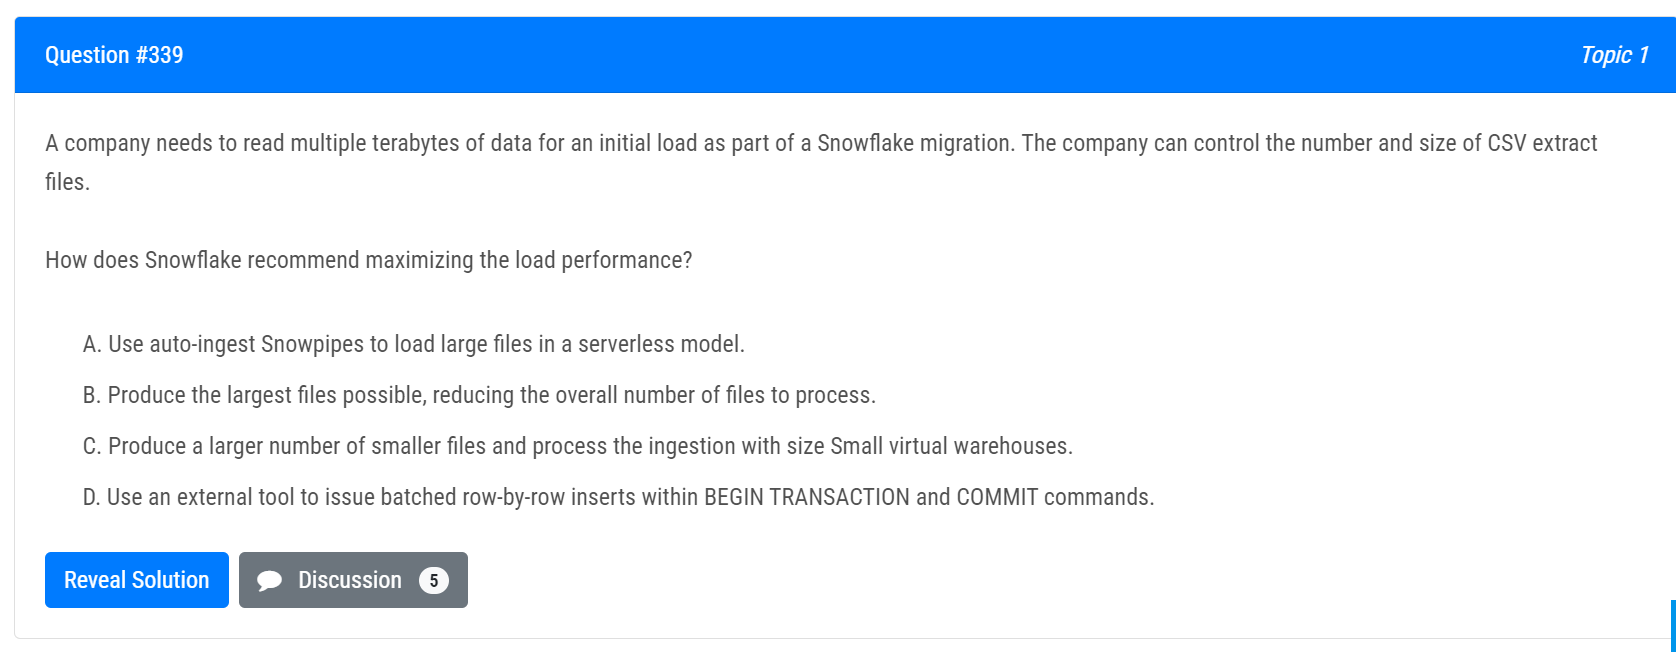 Question #339
Topic 1
A company needs to read multiple terabytes of data for an initial load as part of a Snowflake migration. The company can control the number and size of CSV extract
files.
How does Snowflake recommend maximizing the load performance?
A. Use auto-ingest Snowpipes to load large files in a serverless model.
B. Produce the largest files possible, reducing the overall number of files to process.
C. Produce a larger number of smaller files and process the ingestion with size Small virtual warehouses.
D. Use an external tool to issue batched row-by-row inserts within BEGIN TRANSACTION and COMMIT commands.
Reveal Solution
Discussion 5